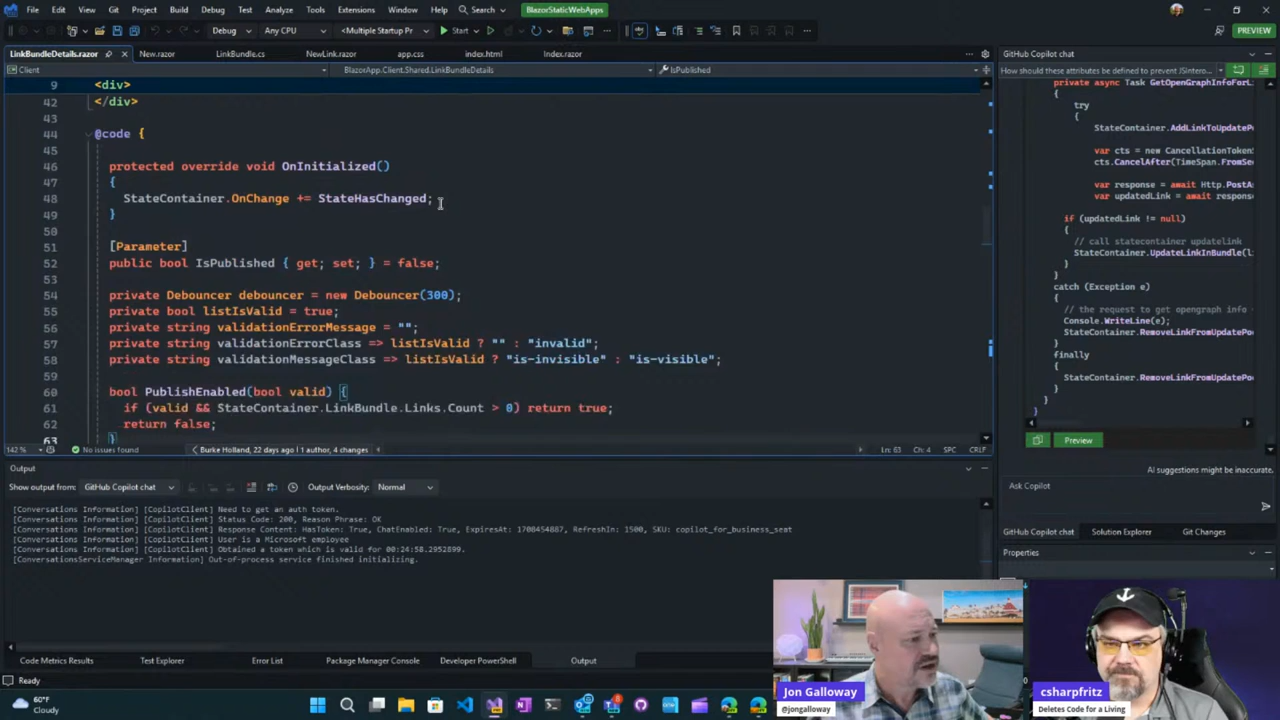 File Edit View Git Project Build Debug Test Analyze Tools Extensions Window Help Search BlazorStaticWebApps
Debug Any CPU <Multiple Startup Pr Start PREVIEW
LinkBundleDetails.razor New.razor LinkBundle.cs NewLink.razor app.css index.html Index.razor
Client BlazorApp.Client.Shared.LinkBundleDetails IsPublished
9 <div>
42 </div>
43
44 @code {
45
46 protected override void OnInitialized()
47 {
48 StateContainer.OnChange += StateHasChanged;
49 }
50
51 [Parameter]
52 public bool IsPublished { get; set; } = false;
53
54 private Debouncer debouncer = new Debouncer(300);
55 private bool listIsValid = true;
56 private string validationErrorMessage = "";
57 private string validationErrorClass => listIsValid ? "" : "invalid";
58 private string validationMessageClass => listIsValid ? "is-invisible" : "is-visible";
59
60 bool PublishEnabled(bool valid) {
61 if (valid && StateContainer.LinkBundle.Links.Count > 0) return true;
62 return false;
63 }
142 % No issues found Burke Holland, 22 days ago | 1 author, 4 changes Ln: 63 Ch: 4 SPC CRLF
Output
Show output from: GitHub Copilot chat Output Verbosity: Normal
[Conversations Information] [CopilotClient] Need to get an auth token.
[Conversations Information] [CopilotClient] Status Code: 200, Reason Phrase: OK
[Conversations Information] [CopilotClient] Response Content: HasToken: True, ChatEnabled: True, ExpiresAt: 1708454887, RefreshIn: 1500, SKU: copilot_for_business_seat
[Conversations Information] [CopilotClient] User is a Microsoft employee
[Conversations Information] [CopilotClient] Obtained a token which is valid for 00:24:58.2952899.
[ConversationsServiceManager Information] Out-of-process service finished initializing.
Code Metrics Results Test Explorer Error List Package Manager Console Developer PowerShell Output
Ready
GitHub Copilot chat
How should these attributes be defined to prevent JSInterop...
private async Task GetOpenGraphInfoForLi
{
try
{
StateContainer.AddLinkToUpdatePo
var cts = new CancellationTokenS
cts.CancelAfter(TimeSpan.FromSec
var response = await Http.PostAs
var updatedLink = await response
if (updatedLink != null)
{
// call statecontainer updatelink
StateContainer.UpdateLinkInBundle(l
}
}
catch (Exception e)
{
// the request to get opengraph info
Console.WriteLine(e);
StateContainer.RemoveLinkFromUpdatePo
}
finally
{
StateContainer.RemoveLinkFromUpdatePoo
}
}
}
Preview
AI suggestions might be inaccurate.
Ask Copilot
GitHub Copilot chat Solution Explorer Git Changes
Properties
Jon Galloway
@jongalloway
csharpfritz
Deletes Code for a Living
60°F
Cloudy